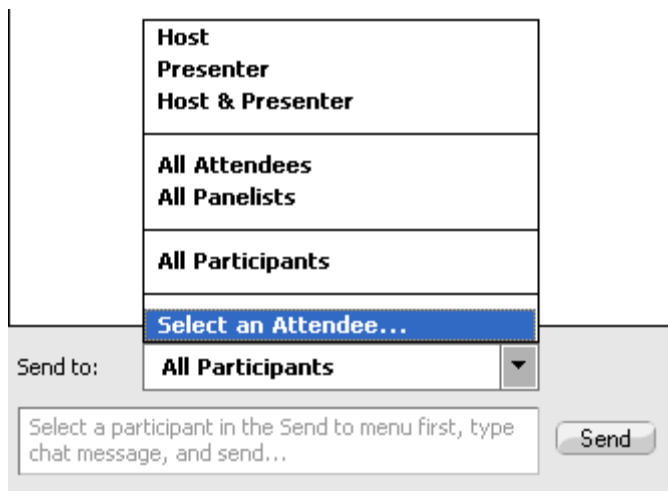 Host
Presenter
Host & Presenter
All Attendees
All Panelists
All Participants
Select an Attendee...
Send to:
All Participants
Select a participant in the Send to menu first, type
chat message, and send...
Send